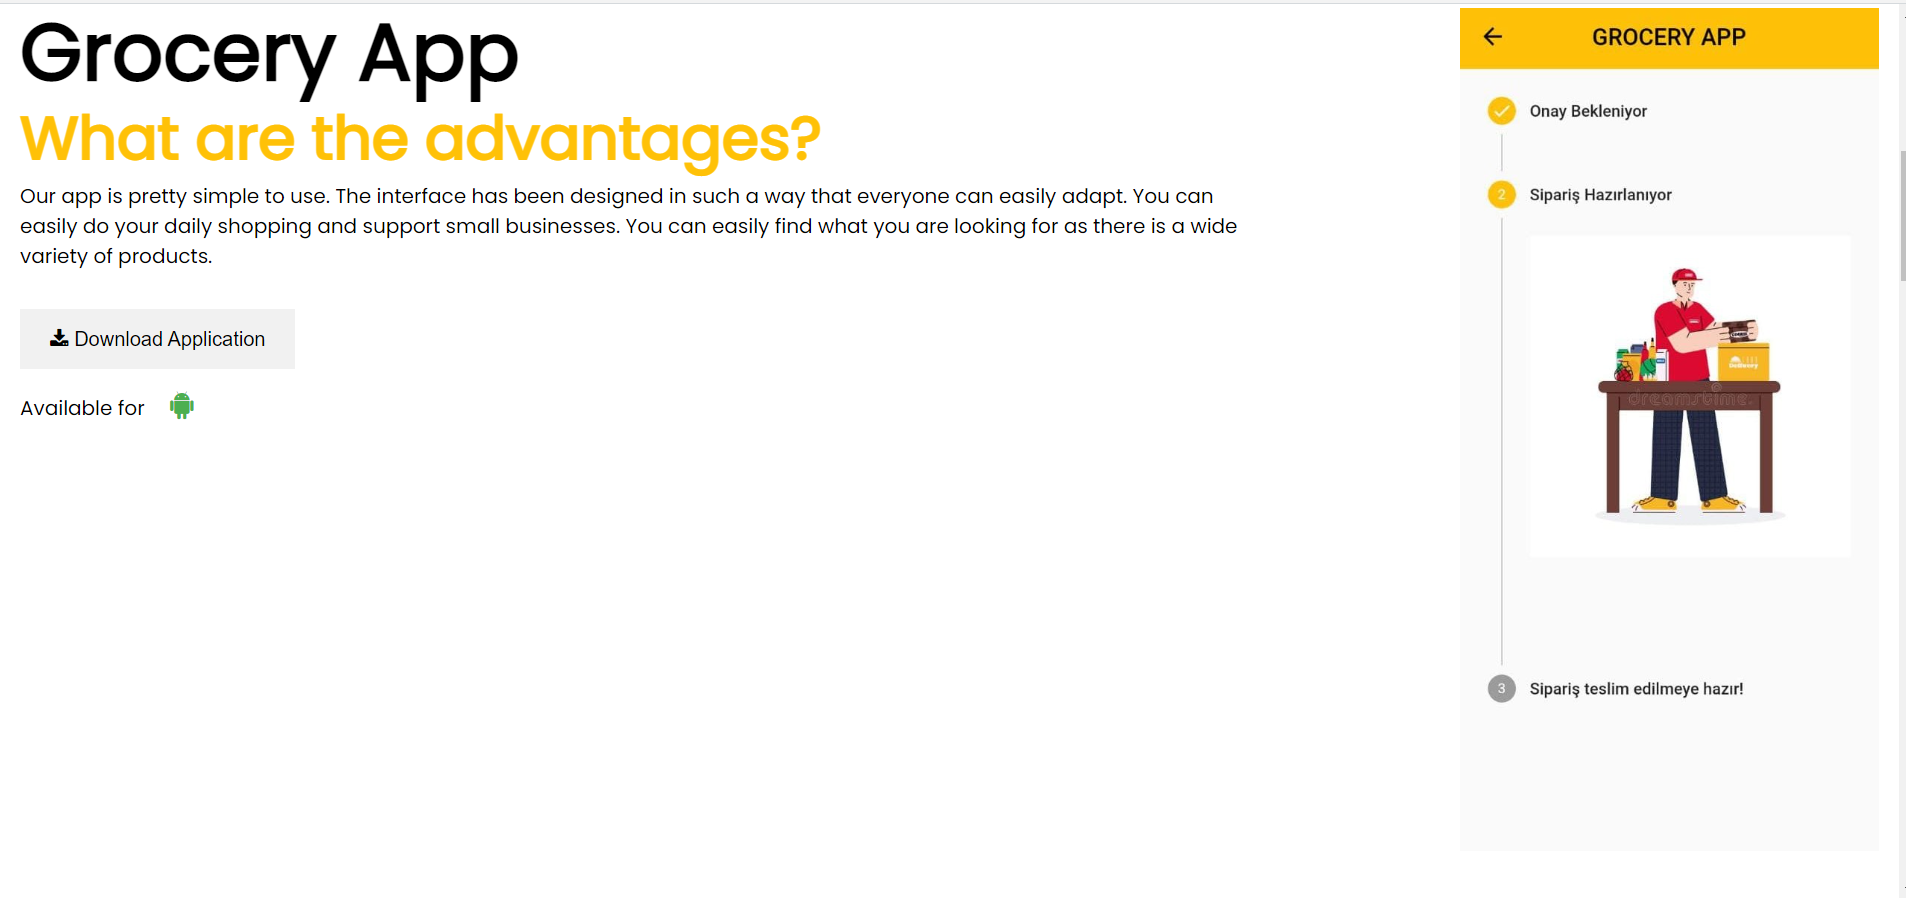 Grocery App
What are the advantages?
Our app is pretty simple to use. The interface has been designed in such a way that everyone can easily adapt. You can
easily do your daily shopping and support small businesses. You can easily find what you are looking for as there is a wide
variety of products.
Download Application
Available for
GROCERY APP
Onay Bekleniyor
2 Sipariş Hazırlanıyor
Delivery
dreamstime.
3 Sipariş teslim edilmeye hazır!